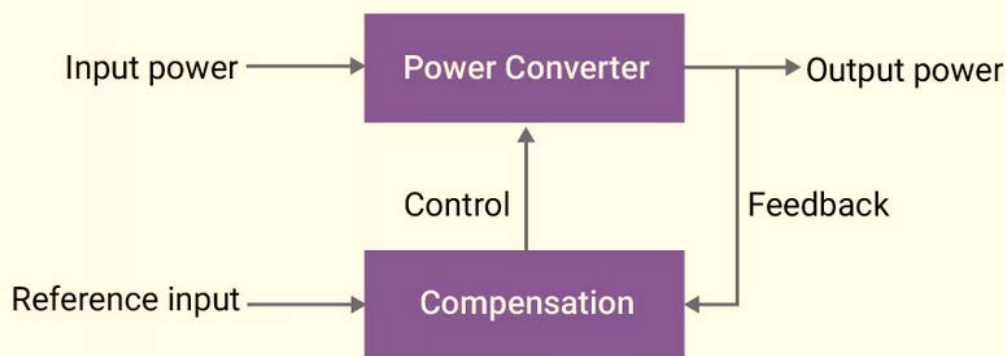 Input power
Power Converter
Output power
Control
Feedback
Reference input
Compensation